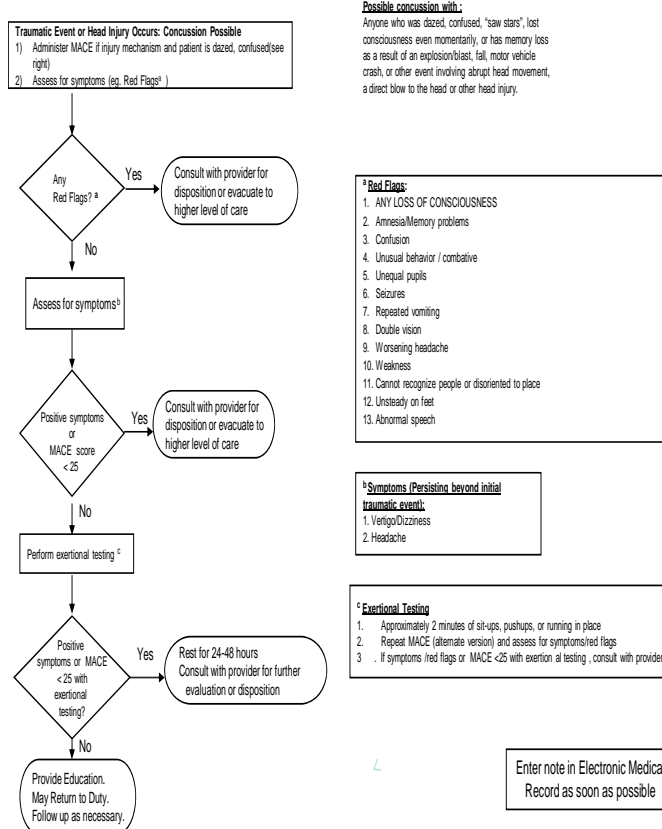 Traumatic Event or Head Injury Occurs: Concussion Possible
1) Administer MACE if injury mechanism and patient is dazed, confused(see
right)
2) Assess for symptoms (eg. Red Flagsª )
Possible concussion with :
Anyone who was dazed, confused, “saw stars”, lost
consciousness even momentarily, or has memory loss
as a result of an explosion/blast, fall, motor vehicle
crash, or other event involving abrupt head movement,
a direct blow to the head or other head injury.
Any
Red Flags? ª
Yes
Consult with provider for
disposition or evacuate to
higher level of care
No
Assess for symptoms ᵇ
Positive symptoms
or
MACE score
< 25
Yes
Consult with provider for
disposition or evacuate to
higher level of care
No
Perform exertional testing ᶜ
Positive
symptoms or MACE
< 25 with
exertional
testing?
Yes
Rest for 24-48 hours
Consult with provider for further
evaluation or disposition
No
Provide Education.
May Return to Duty.
Follow up as necessary.
ª Red Flags:
1. ANY LOSS OF CONSCIOUSNESS
2. Amnesia/Memory problems
3. Confusion
4. Unusual behavior / combative
5. Unequal pupils
6. Seizures
7. Repeated vomiting
8. Double vision
9. Worsening headache
10. Weakness
11. Cannot recognize people or disoriented to place
12. Unsteady on feet
13. Abnormal speech
ᵇ Symptoms (Persisting beyond initial
traumatic event):
1. Vertigo/Dizziness
2. Headache
ᶜ Exertional Testing
1. Approximately 2 minutes of sit-ups, pushups, or running in place
2. Repeat MACE (alternate version) and assess for symptoms/red flags
3 . If symptoms /red flags or MACE <25 with exertion al testing , consult with provider
Enter note in Electronic Medica
Record as soon as possible